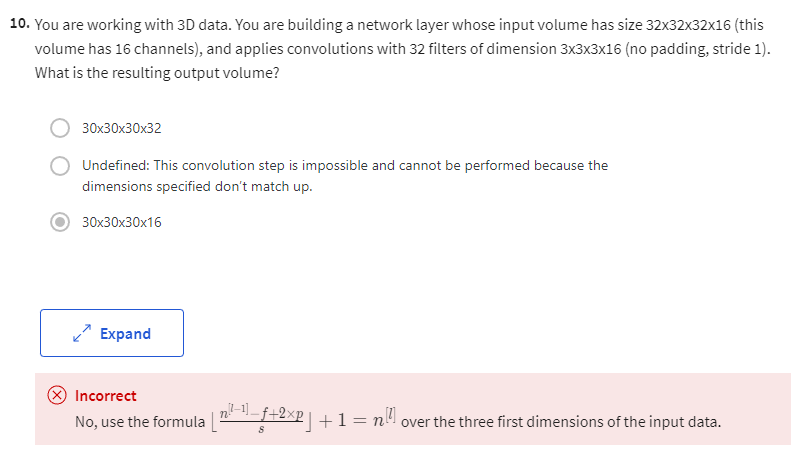 10. You are working with 3D data. You are building a network layer whose input volume has size 32x32x32x16 (this
volume has 16 channels), and applies convolutions with 32 filters of dimension 3x3x3x16 (no padding, stride 1).
What is the resulting output volume?
30x30x30x32
Undefined: This convolution step is impossible and cannot be performed because the
dimensions specified don't match up.
30x30x30x16
Expand
Incorrect
No, use the formula ⌊(n^[l−1] − f + 2 × p)/s⌋ + 1 = n^[l] over the three first dimensions of the input data.